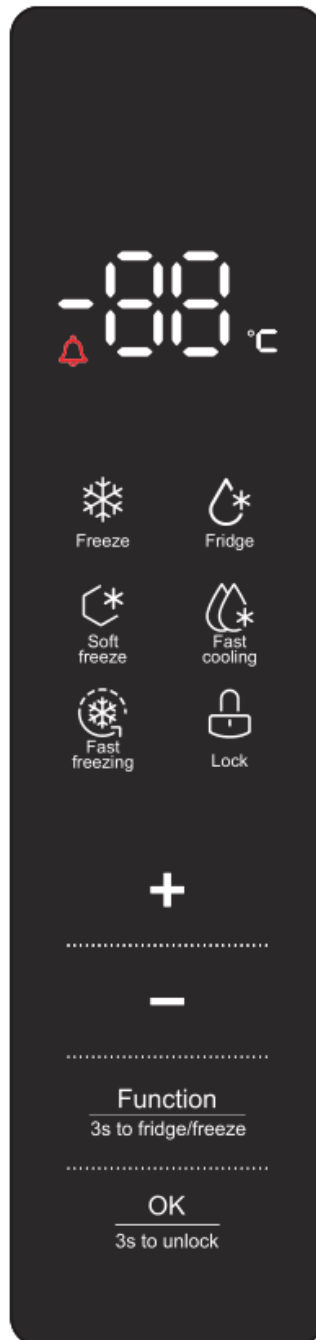 -88 °C
Freeze
Fridge
Soft
freeze
Fast
cooling
Fast
freezing
Lock
+
−
Function
3s to fridge/freeze
OK
3s to unlock